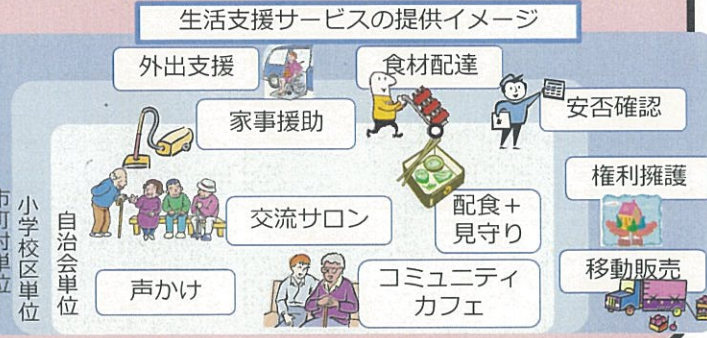 生活支援サービスの提供イメージ
外出支援
食材配達
家事援助
安否確認
権利擁護
交流サロン
配食+
見守り
移動販売
声かけ
コミュニティ
カフェ
自治会単位
小学校区単位
市町村単位